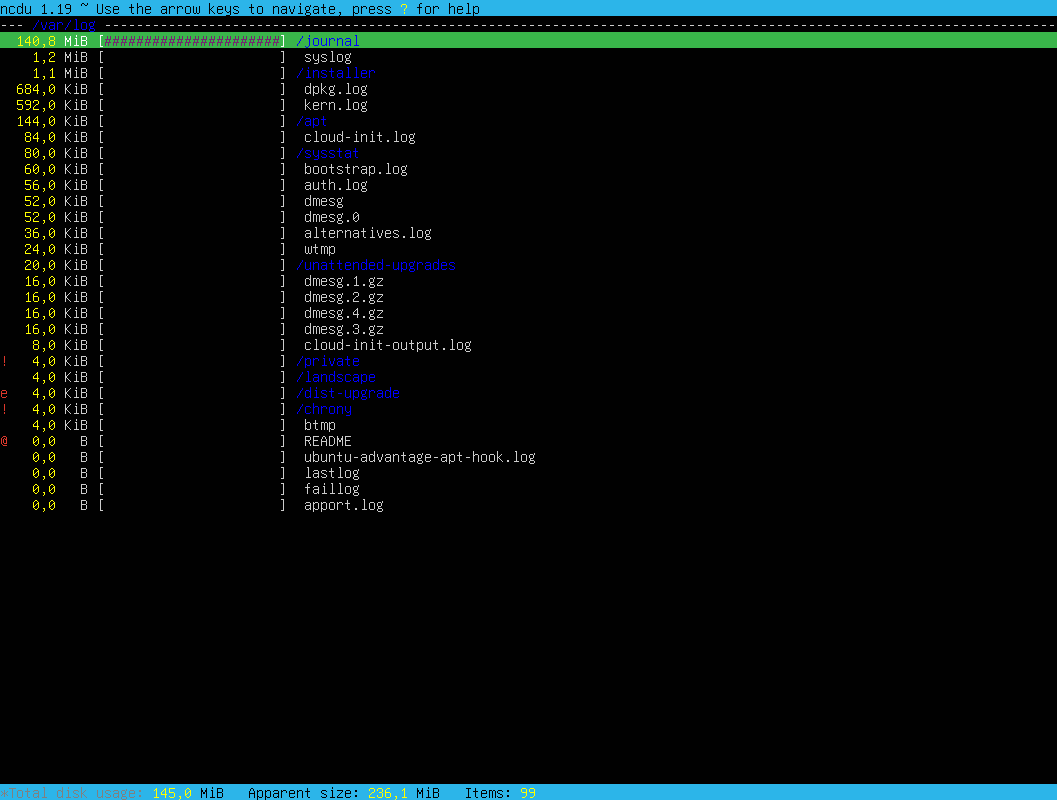 ncdu 1.19 ~ Use the arrow keys to navigate, press ? for help
--- /var/log ---
140,8 MiB [######################] /journal
1,2 MiB [ ] syslog
1,1 MiB [ ] /installer
684,0 KiB [ ] dpkg.log
592,0 KiB [ ] kern.log
144,0 KiB [ ] /apt
84,0 KiB [ ] cloud-init.log
80,0 KiB [ ] /sysstat
60,0 KiB [ ] bootstrap.log
56,0 KiB [ ] auth.log
52,0 KiB [ ] dmesg
52,0 KiB [ ] dmesg.0
36,0 KiB [ ] alternatives.log
24,0 KiB [ ] wtmp
20,0 KiB [ ] /unattended-upgrades
16,0 KiB [ ] dmesg.1.gz
16,0 KiB [ ] dmesg.2.gz
16,0 KiB [ ] dmesg.4.gz
16,0 KiB [ ] dmesg.3.gz
8,0 KiB [ ] cloud-init-output.log
! 4,0 KiB [ ] /private
4,0 KiB [ ] /landscape
e 4,0 KiB [ ] /dist-upgrade
! 4,0 KiB [ ] /chrony
4,0 KiB [ ] btmp
@ 0,0 B [ ] README
0,0 B [ ] ubuntu-advantage-apt-hook.log
0,0 B [ ] lastlog
0,0 B [ ] faillog
0,0 B [ ] apport.log
*Total disk usage: 145,0 MiB Apparent size: 236,1 MiB Items: 99